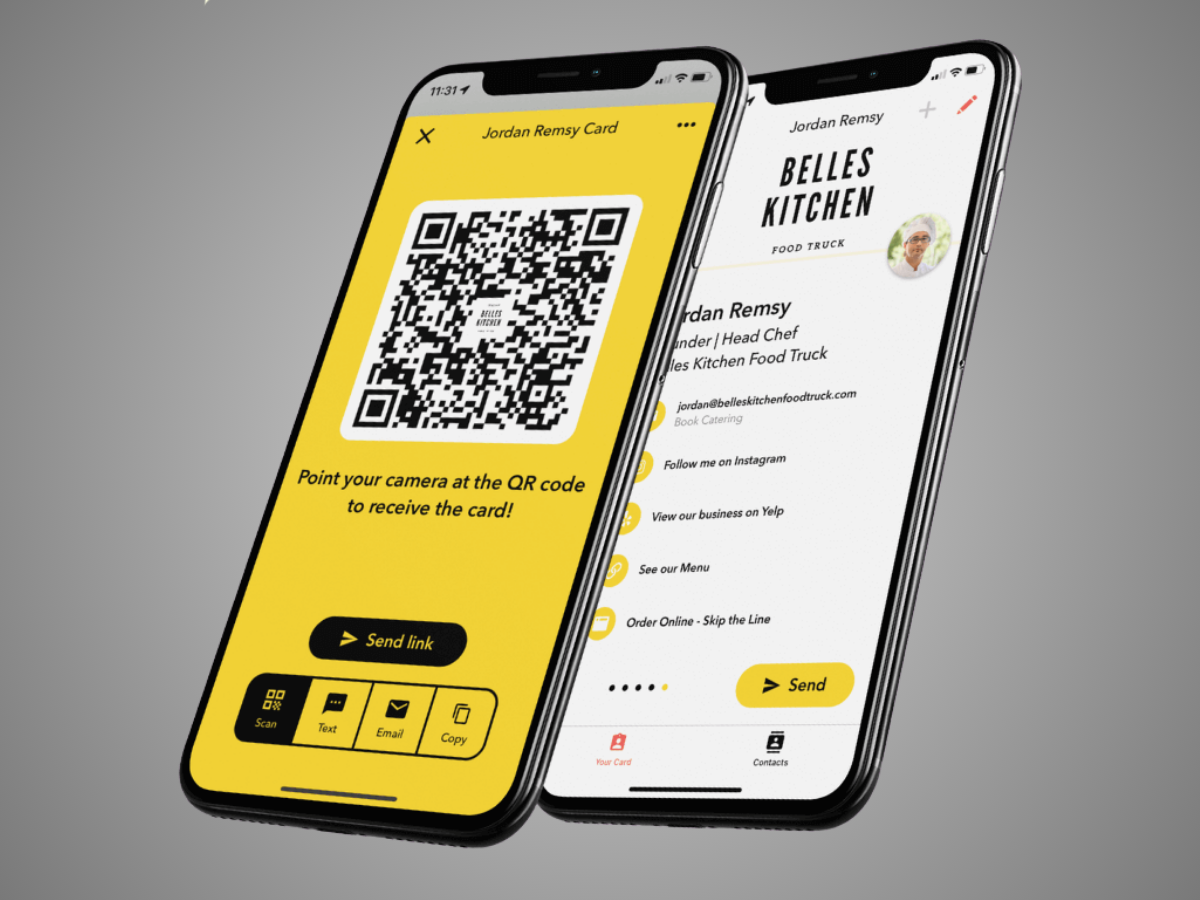 11:31
Jordan Remsy Card
BELLES
KITCHEN
Point your camera at the QR code
to receive the card!
Send link
Scan
Text
Email
Copy
Jordan Remsy
BELLES
KITCHEN
FOOD TRUCK
rdan Remsy
under | Head Chef
les Kitchen Food Truck
jordan@belleskitchenfoodtruck.com
Book Catering
Follow me on Instagram
View our business on Yelp
See our Menu
Order Online - Skip the Line
Send
Your Card
Contacts